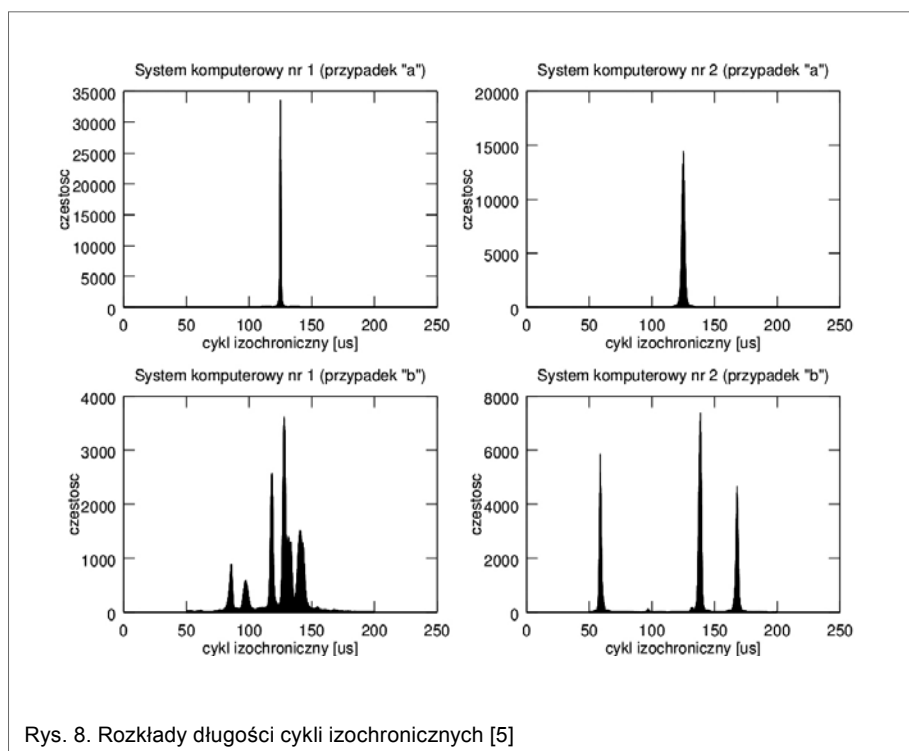 System komputerowy nr 1 (przypadek "a")
35000
30000
25000
20000
15000
10000
5000
0
czestosc
0 50 100 150 200 250
cykl izochroniczny [us]
System komputerowy nr 2 (przypadek "a")
20000
15000
10000
5000
0
czestosc
0 50 100 150 200 250
cykl izochroniczny [us]
System komputerowy nr 1 (przypadek "b")
4000
3000
2000
1000
0
czestosc
0 50 100 150 200 250
cykl izochroniczny [us]
System komputerowy nr 2 (przypadek "b")
8000
6000
4000
2000
0
czestosc
0 50 100 150 200 250
cykl izochroniczny [us]
Rys. 8. Rozkłady długości cykli izochronicznych [5]